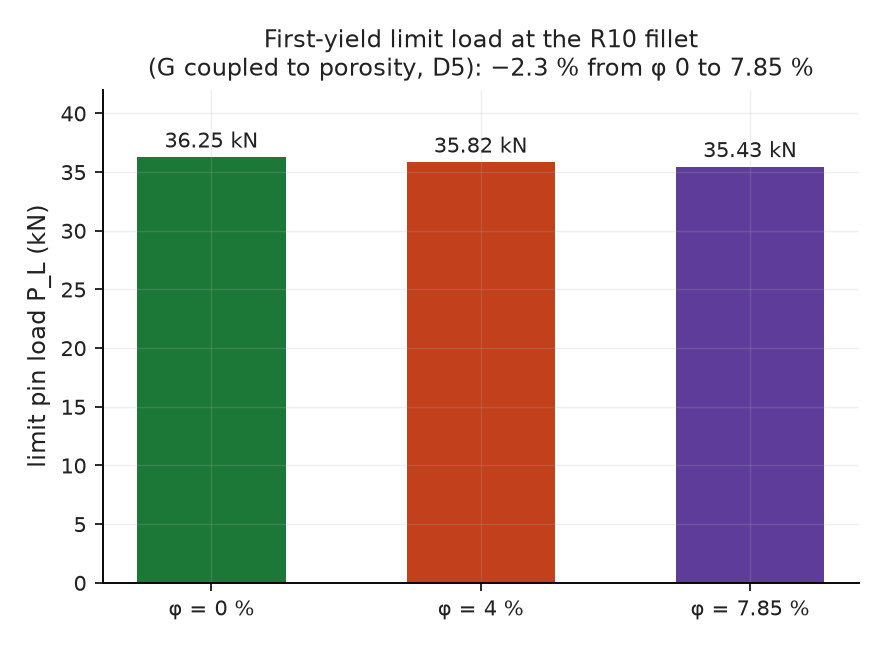 First-yield limit load at the R10 fillet
(G coupled to porosity, D5): −2.3 % from φ 0 to 7.85 %
limit pin load P_L (kN)
40
35
30
25
20
15
10
5
0
36.25 kN
35.82 kN
35.43 kN
φ = 0 %
φ = 4 %
φ = 7.85 %